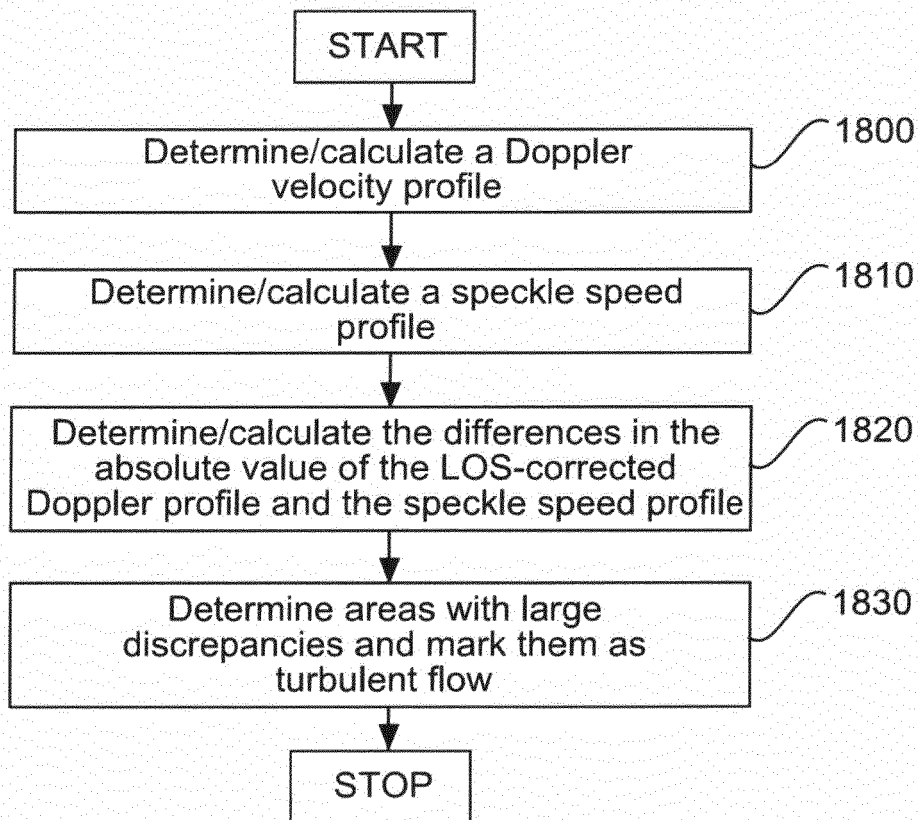 START
Determine/calculate a Doppler
velocity profile
1800
Determine/calculate a speckle speed
profile
1810
Determine/calculate the differences in the
absolute value of the LOS-corrected
Doppler profile and the speckle speed profile
1820
Determine areas with large
discrepancies and mark them as
turbulent flow
1830
STOP